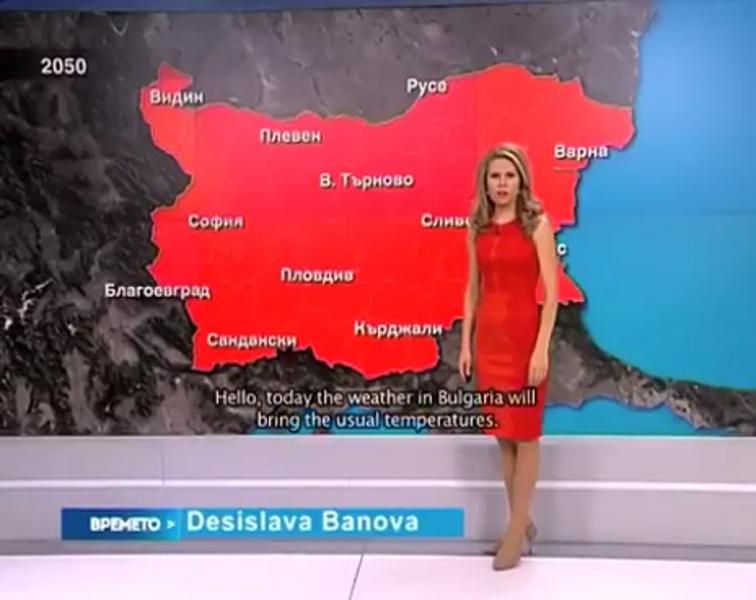 2050
Видин
Русе
Плевен
Варна
В. Търново
София
Сливе
с
Пловдив
Благоевград
Кърджали
Сандански
Hello, today the weather in Bulgaria will
bring the usual temperatures.
ВРЕМЕТО > Desislava Banova